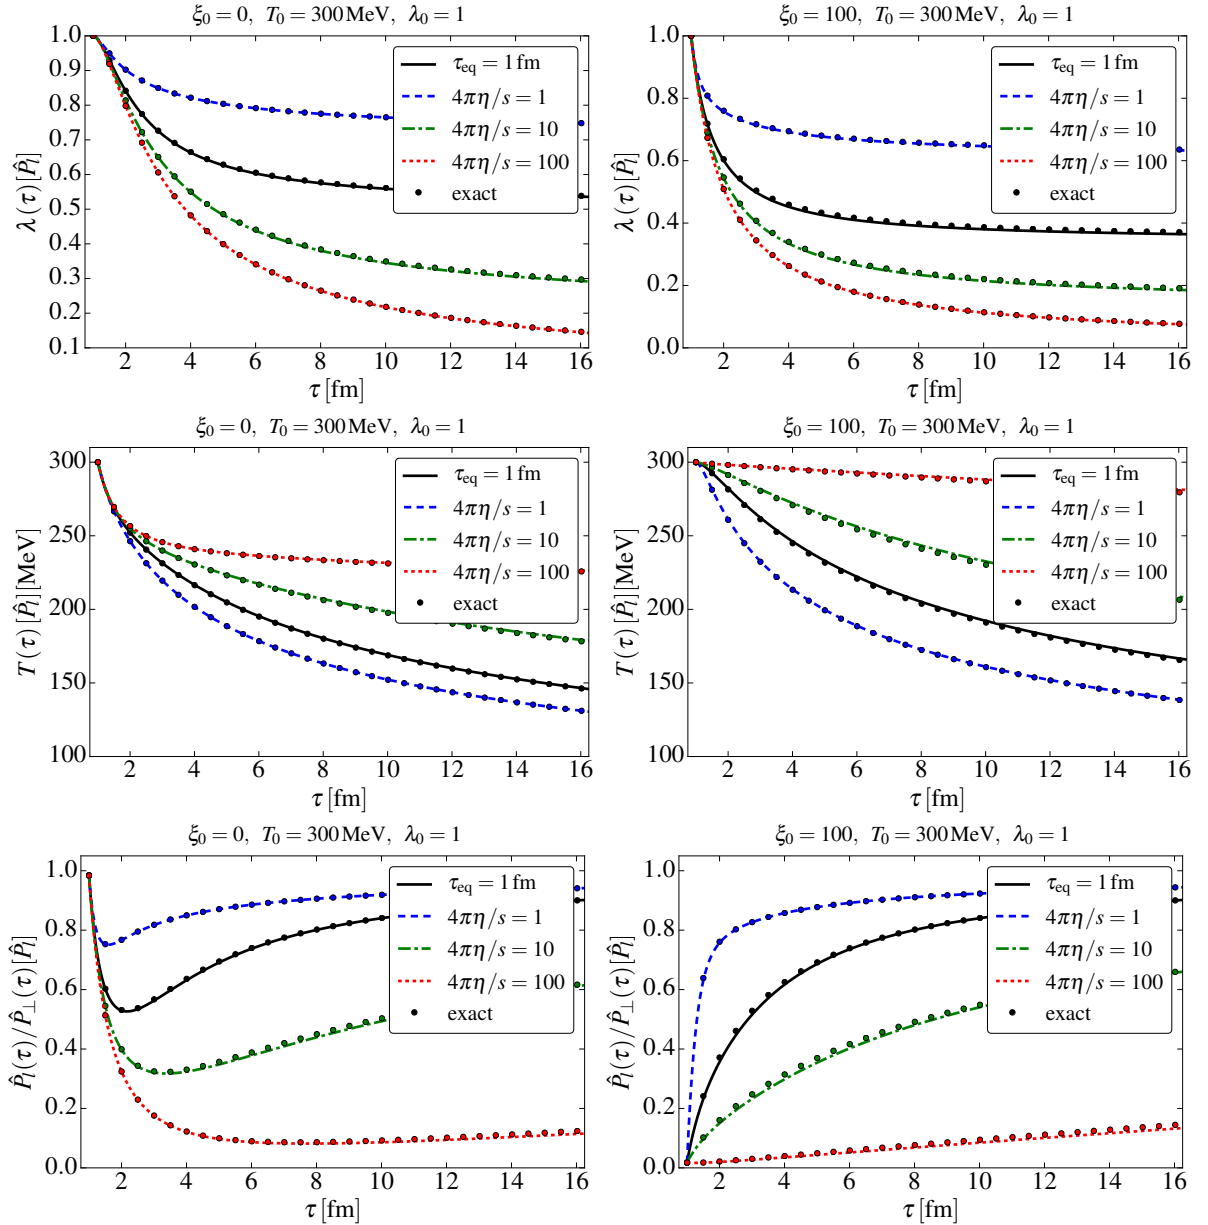 ξ₀ = 0, T₀ = 300 MeV, λ₀ = 1
λ(τ) [P̂ₗ]
1.0
0.9
0.8
0.7
0.6
0.5
0.4
0.3
0.2
0.1
τ_eq = 1 fm
4πη/s = 1
4πη/s = 10
4πη/s = 100
exact
2 4 6 8 10 12 14 16
τ [fm]
ξ₀ = 100, T₀ = 300 MeV, λ₀ = 1
λ(τ) [P̂ₗ]
1.0
0.8
0.6
0.4
0.2
0.0
τ_eq = 1 fm
4πη/s = 1
4πη/s = 10
4πη/s = 100
exact
2 4 6 8 10 12 14 16
τ [fm]
ξ₀ = 0, T₀ = 300 MeV, λ₀ = 1
T(τ) [P̂ₗ] [MeV]
300
250
200
150
100
τ_eq = 1 fm
4πη/s = 1
4πη/s = 10
4πη/s = 100
exact
2 4 6 8 10 12 14 16
τ [fm]
ξ₀ = 100, T₀ = 300 MeV, λ₀ = 1
T(τ) [P̂ₗ] [MeV]
300
250
200
150
100
τ_eq = 1 fm
4πη/s = 1
4πη/s = 10
4πη/s = 100
exact
2 4 6 8 10 12 14 16
τ [fm]
ξ₀ = 0, T₀ = 300 MeV, λ₀ = 1
P̂ₗ(τ)/P̂_⊥(τ) [P̂ₗ]
1.0
0.8
0.6
0.4
0.2
0.0
τ_eq = 1 fm
4πη/s = 1
4πη/s = 10
4πη/s = 100
exact
2 4 6 8 10 12 14 16
τ [fm]
ξ₀ = 100, T₀ = 300 MeV, λ₀ = 1
P̂ₗ(τ)/P̂_⊥(τ) [P̂ₗ]
1.0
0.8
0.6
0.4
0.2
0.0
τ_eq = 1 fm
4πη/s = 1
4πη/s = 10
4πη/s = 100
exact
2 4 6 8 10 12 14 16
τ [fm]